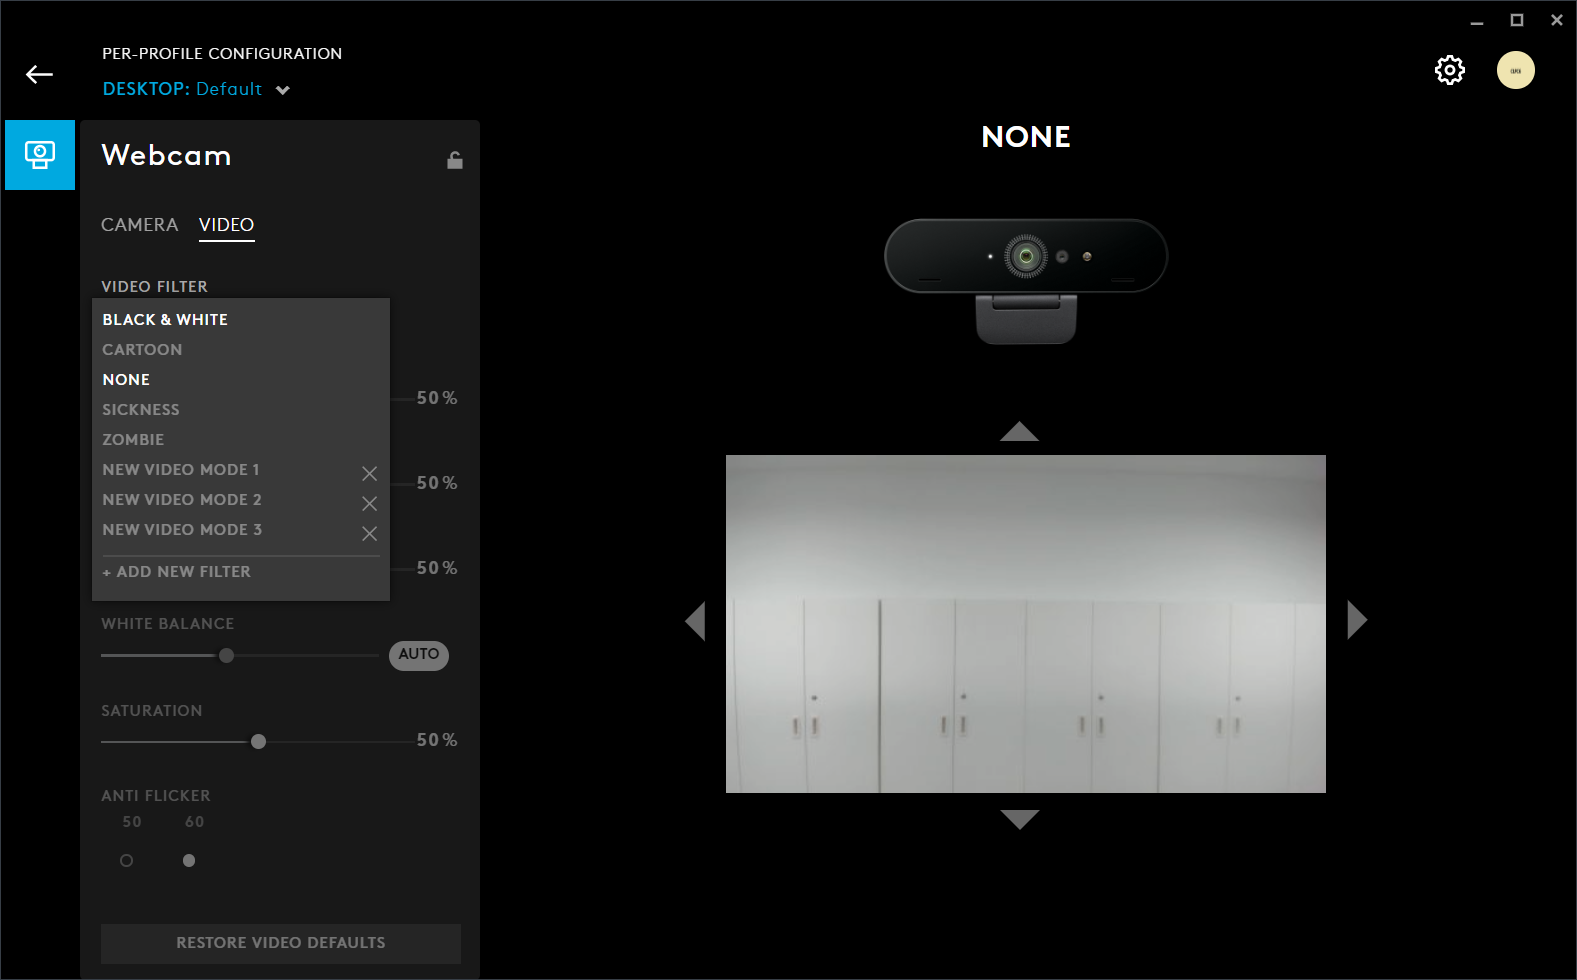 PER-PROFILE CONFIGURATION
DESKTOP: Default
Webcam
CAMERA VIDEO
VIDEO FILTER
BLACK & WHITE
CARTOON
NONE
SICKNESS
ZOMBIE
NEW VIDEO MODE 1
NEW VIDEO MODE 2
NEW VIDEO MODE 3
+ ADD NEW FILTER
50 %
50 %
50 %
WHITE BALANCE
AUTO
SATURATION
50 %
ANTI FLICKER
50 60
RESTORE VIDEO DEFAULTS
NONE